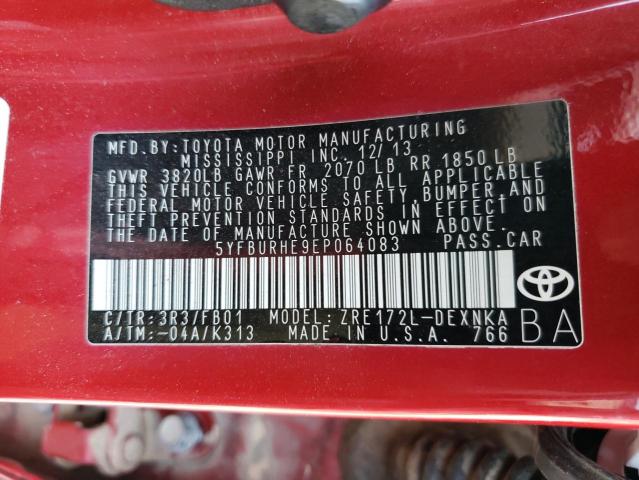 MFD.BY:TOYOTA MOTOR MANUFACTURING
MISSISSIPPI INC. 12/13
GVWR 3820LB GAWR FR 2070 LB RR 1850 LB
THIS VEHICLE CONFORMS TO ALL APPLICABLE
FEDERAL MOTOR VEHICLE SAFETY,BUMPER,AND
THEFT PREVENTION STANDARDS IN EFFECT ON
THE DATE OF MANUFACTURE SHOWN ABOVE.
5YFBURHE9EP064083 PASS.CAR
C/TR:3R3/FB01 MODEL: ZRE172L-DEXNKA
A/TM:-04A/K313 MADE IN U.S.A. 766
BA